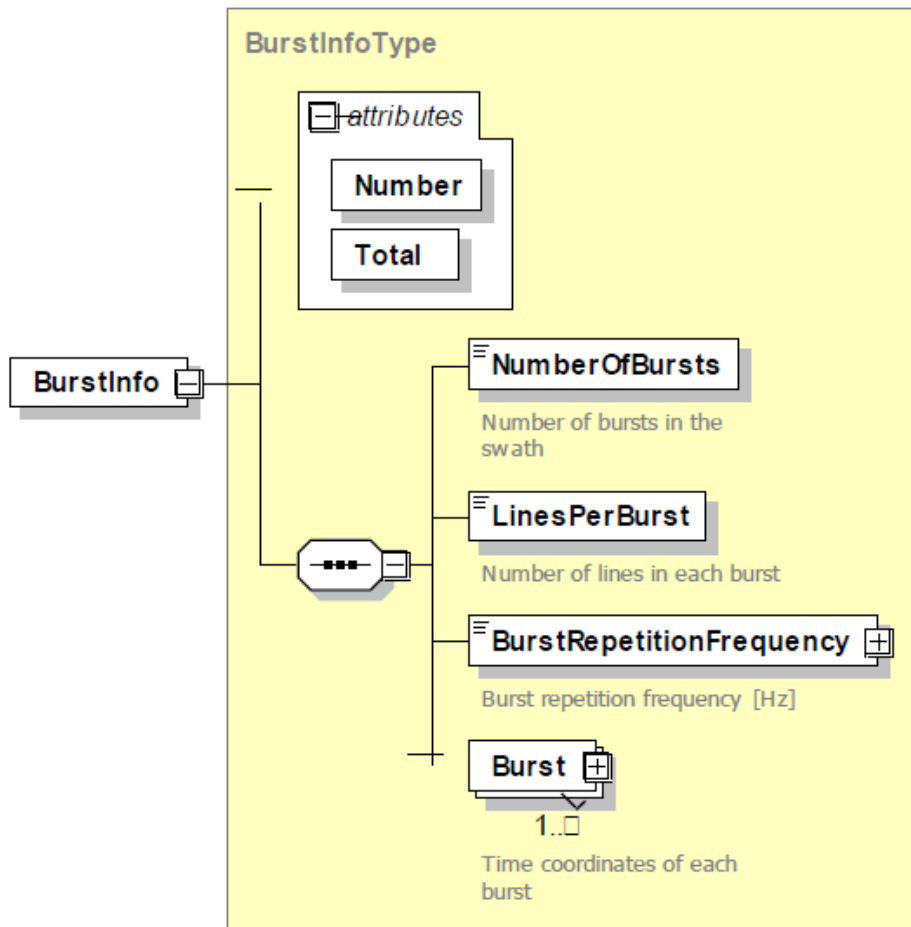 BurstInfoType
attributes
Number
Total
BurstInfo
NumberOfBursts
Number of bursts in the
swath
LinesPerBurst
Number of lines in each burst
BurstRepetitionFrequency
Burst repetition frequency [Hz]
Burst
1..□
Time coordinates of each
burst